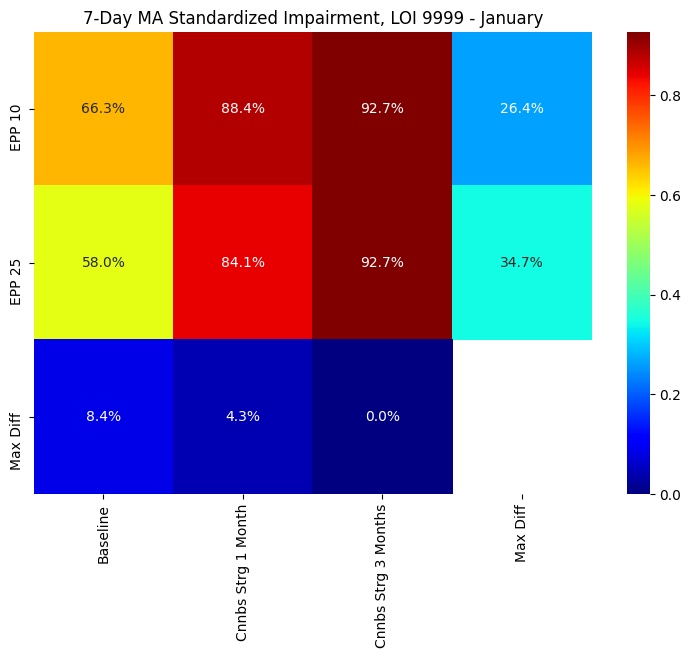 7-Day MA Standardized Impairment, LOI 9999 - January
EPP 10
66.3%
88.4%
92.7%
26.4%
EPP 25
58.0%
84.1%
92.7%
34.7%
Max Diff
8.4%
4.3%
0.0%
Baseline
Cnnbs Strg 1 Month
Cnnbs Strg 3 Months
Max Diff
0.8
0.6
0.4
0.2
0.0